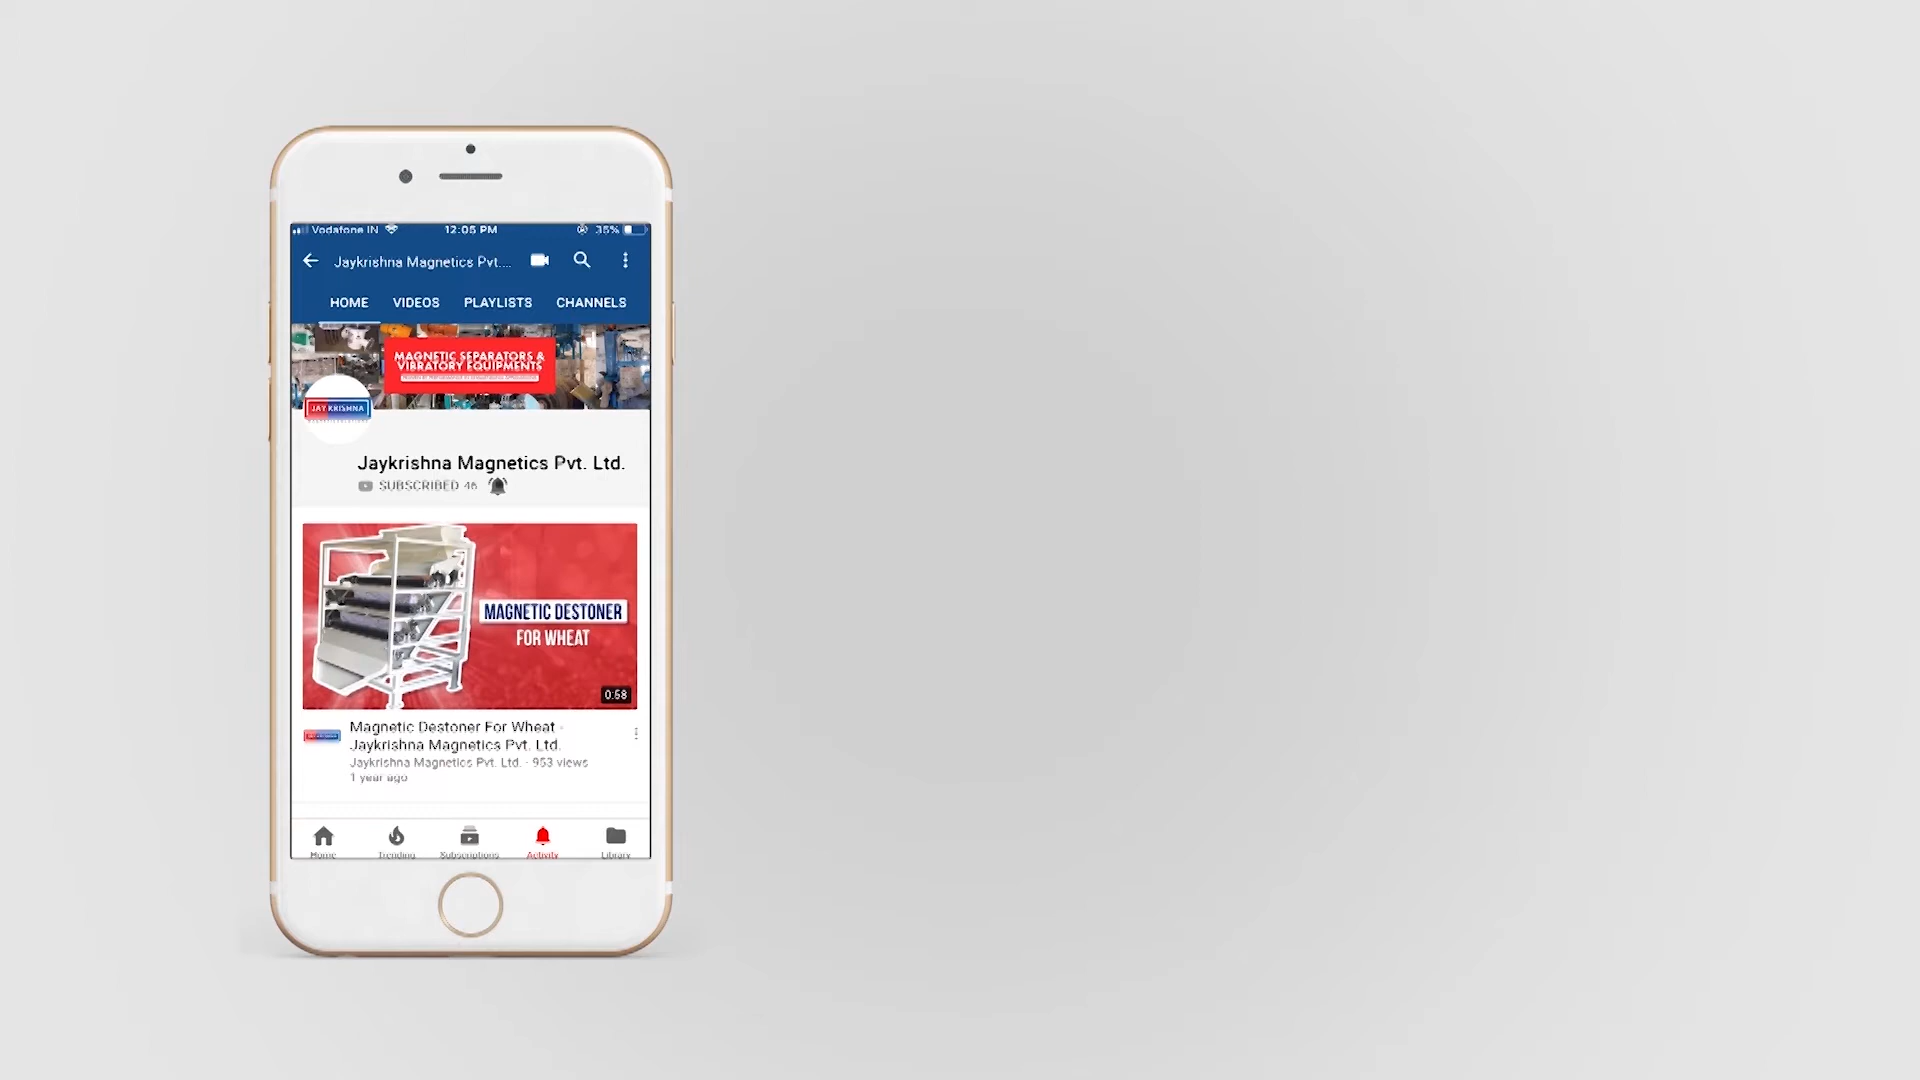 Vodafone IN 12:05 PM 35%
Jaykrishna Magnetics Pvt....
HOME VIDEOS PLAYLISTS CHANNELS
MAGNETIC SEPARATORS &
VIBRATORY EQUIPMENTS
JAY KRISHNA
Jaykrishna Magnetics Pvt. Ltd.
SUBSCRIBED 46
MAGNETIC DESTONER
FOR WHEAT
0:58
Magnetic Destoner For Wheat -
Jaykrishna Magnetics Pvt. Ltd.
Jaykrishna Magnetics Pvt. Ltd. · 953 views
1 year ago
Home Trending Subscriptions Activity Library